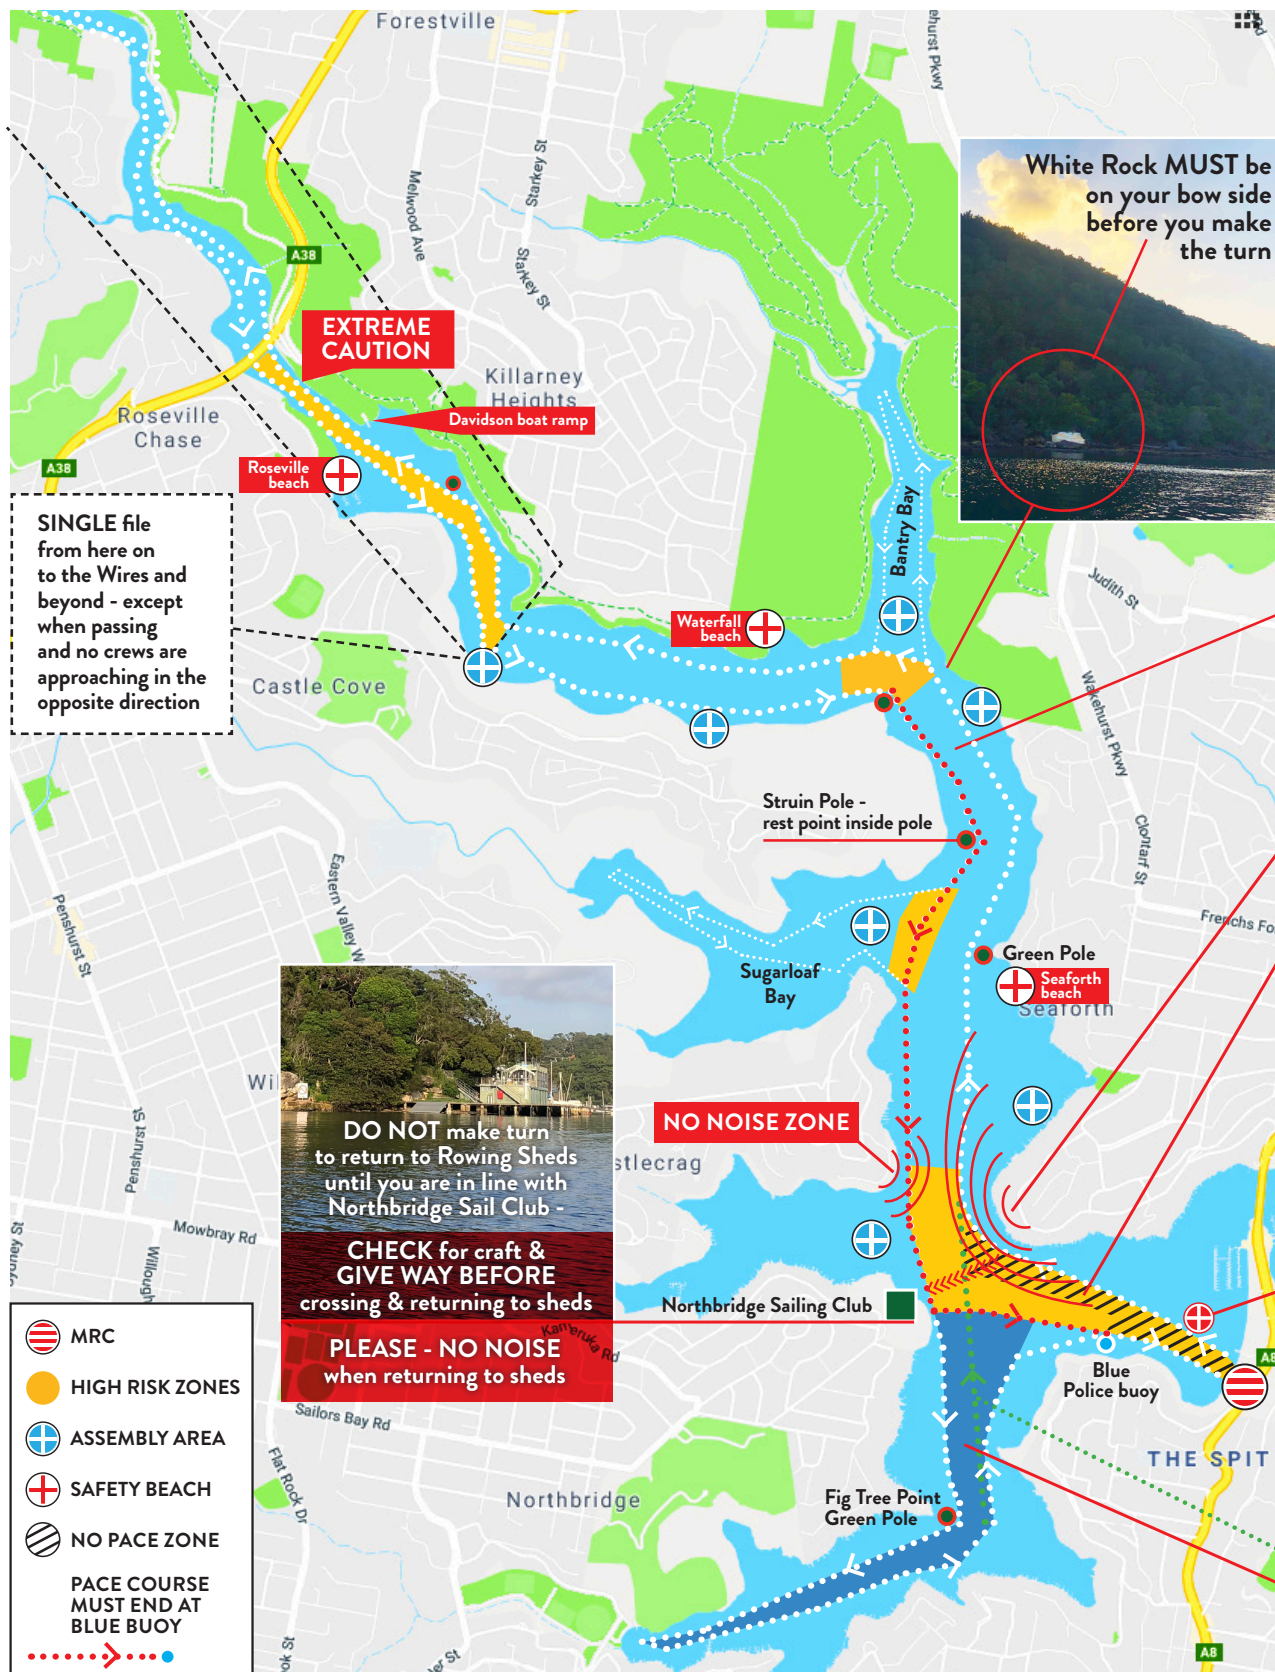 Forestville
Starkey St
Melwood Ave
Starkey St
A38
White Rock MUST be
on your bow side
before you make
the turn
EXTREME
CAUTION
Killarney
Heights
Davidson boat ramp
Roseville
Chase
A38
Roseville
beach
SINGLE file
from here on
to the Wires and
beyond - except
when passing
and no crews are
approaching in the
opposite direction
Bantry Bay
Judith St
Waterfall
beach
Castle Cove
Wakehurst Pkwy
Struin Pole -
rest point inside pole
Clontarf St
Penshurst St
Eastern Valley W
Frenchs Fo
Green Pole
Sugarloaf
Bay
Seaforth
beach
Seaforth
Wil
NO NOISE ZONE
DO NOT make turn
to return to Rowing Sheds
until you are in line with
Northbridge Sail Club -
stlecrag
Penshurst St
Mowbray Rd
CHECK for craft &
GIVE WAY BEFORE
crossing & returning to sheds
Northbridge Sailing Club
Kameruka Rd
PLEASE - NO NOISE
when returning to sheds
Blue
Police buoy
A8
MRC
HIGH RISK ZONES
ASSEMBLY AREA
SAFETY BEACH
NO PACE ZONE
PACE COURSE
MUST END AT
BLUE BUOY
Sailors Bay Rd
Flat Rock Dr
THE SPIT
Northbridge
Fig Tree Point
Green Pole
A8